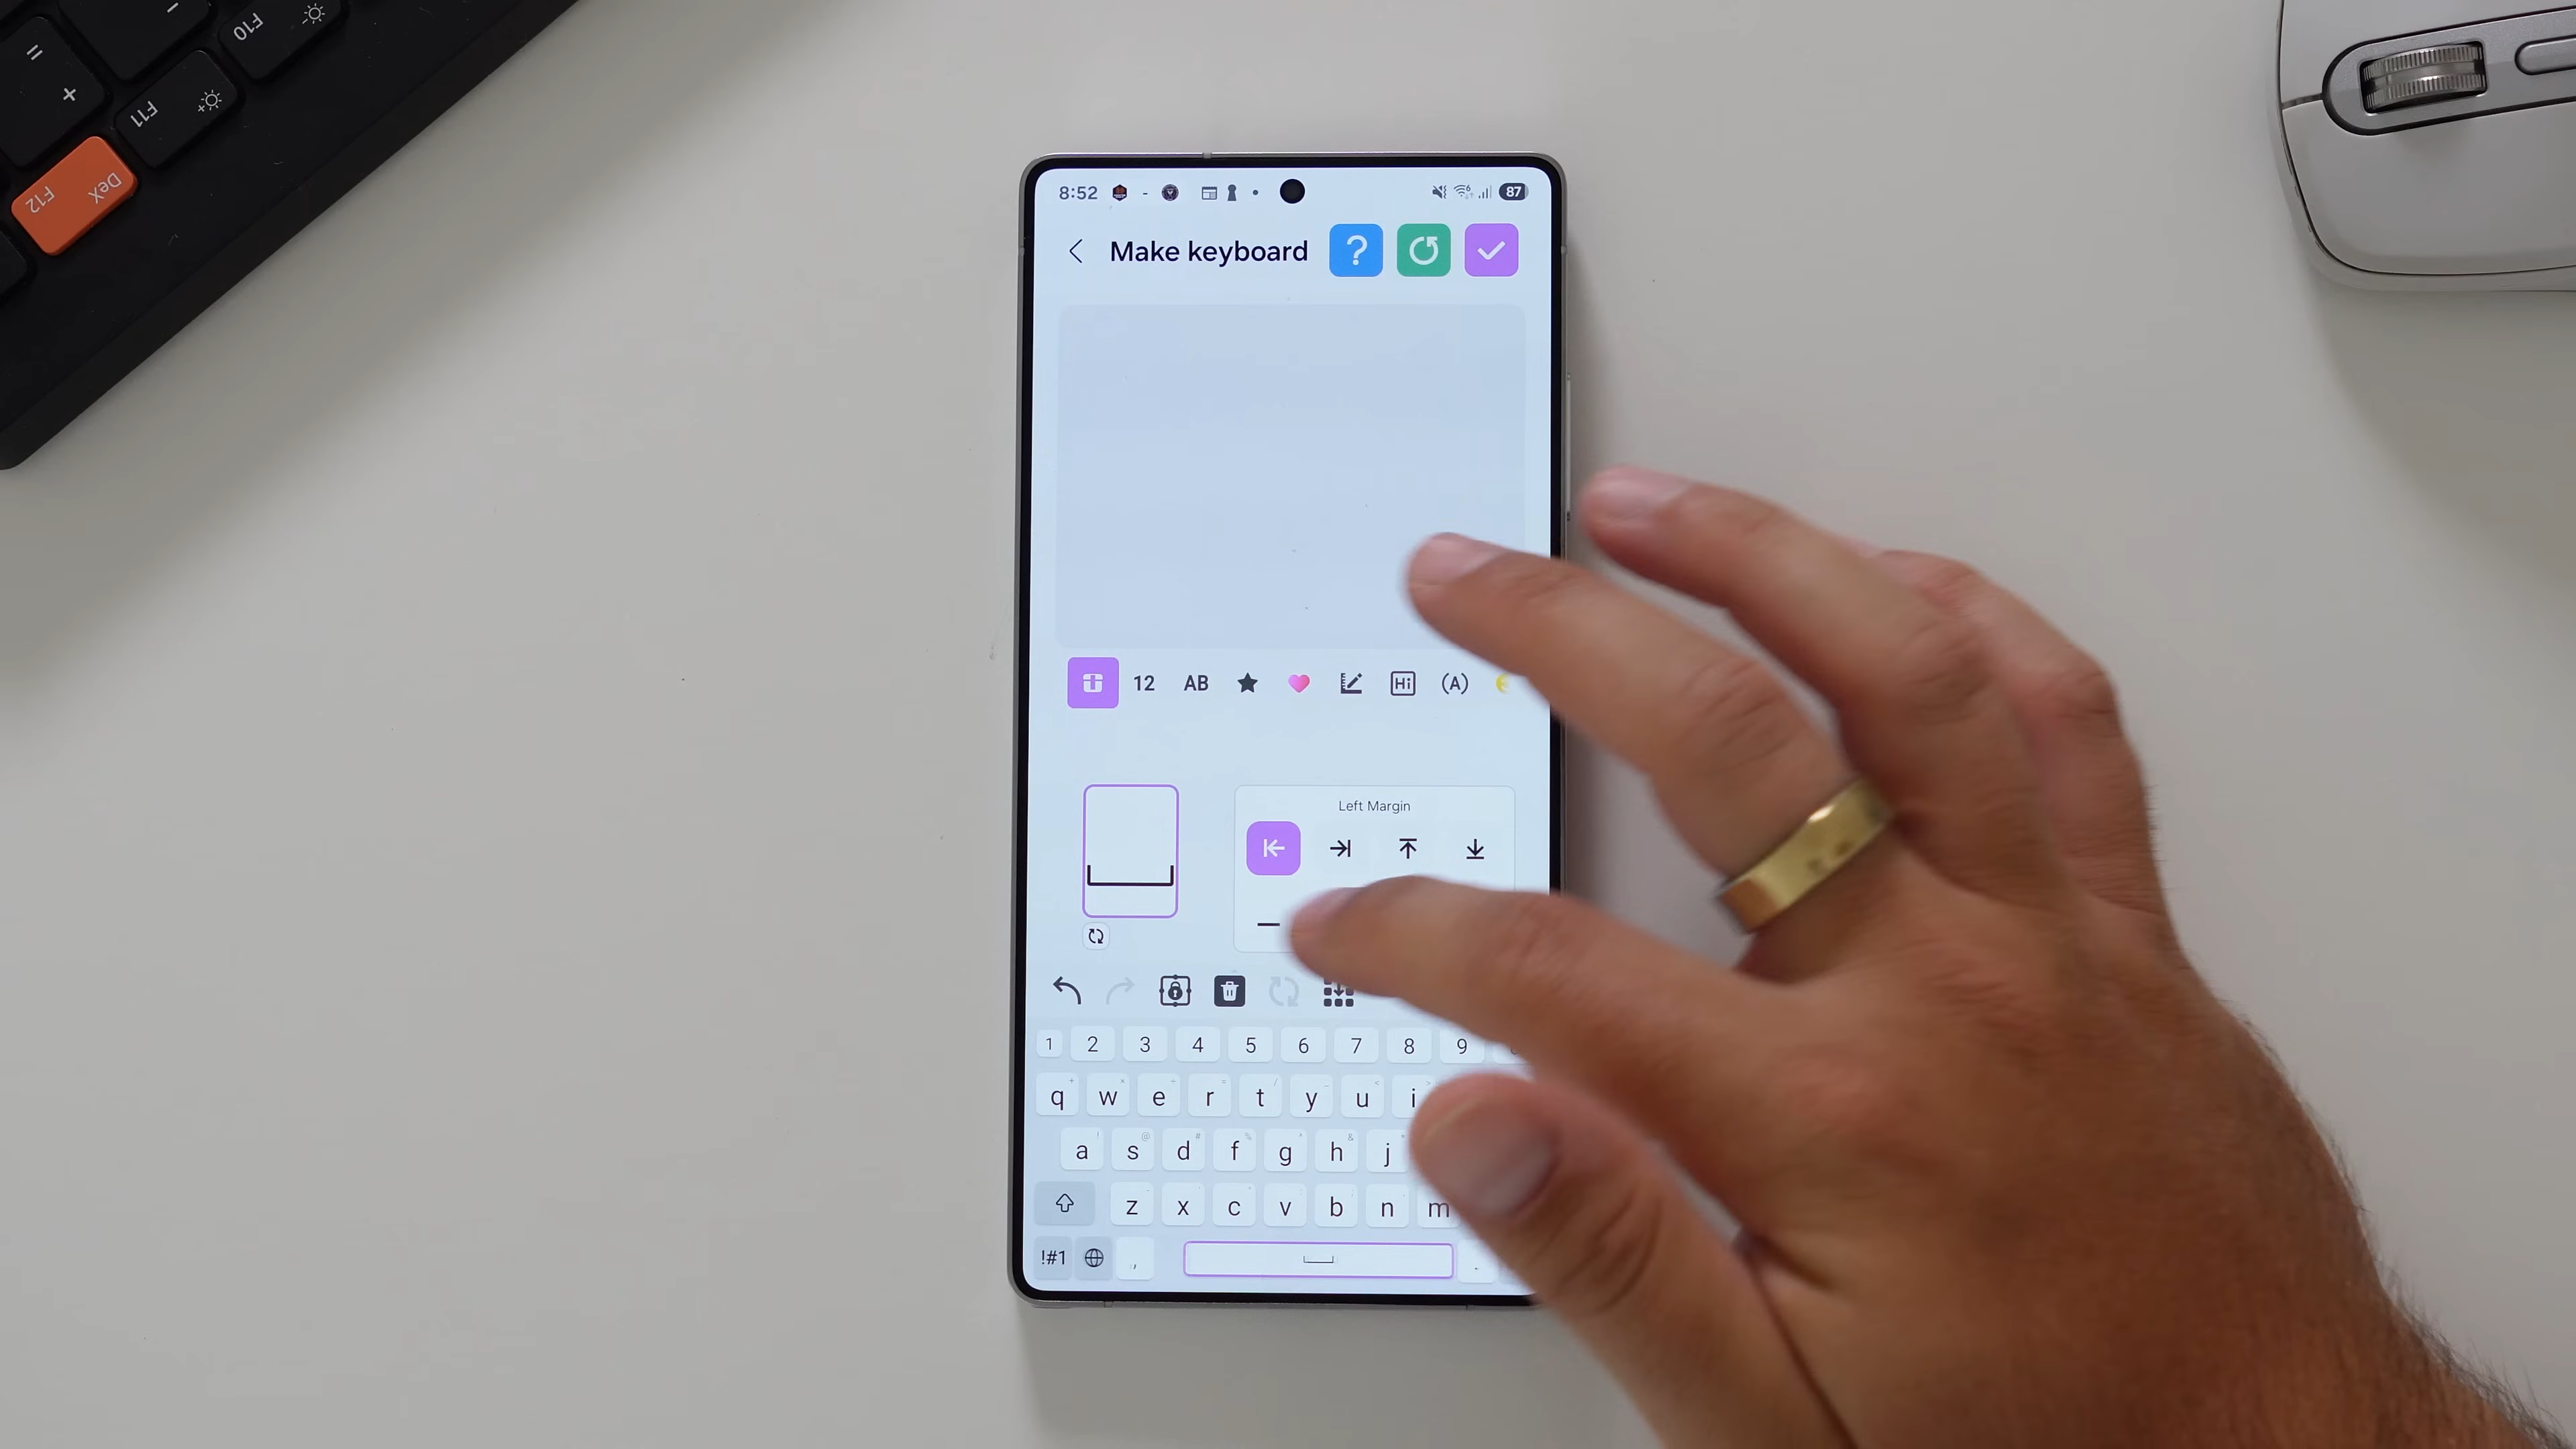 =
+
-
F10
F11
F12 DeX
8:52
87
Make keyboard ?
12 AB Hi (A)
Left Margin
1 2 3 4 5 6 7 8 9
q w e r t y u i
a s d f g h j
z x c v b n m
!#1 , .